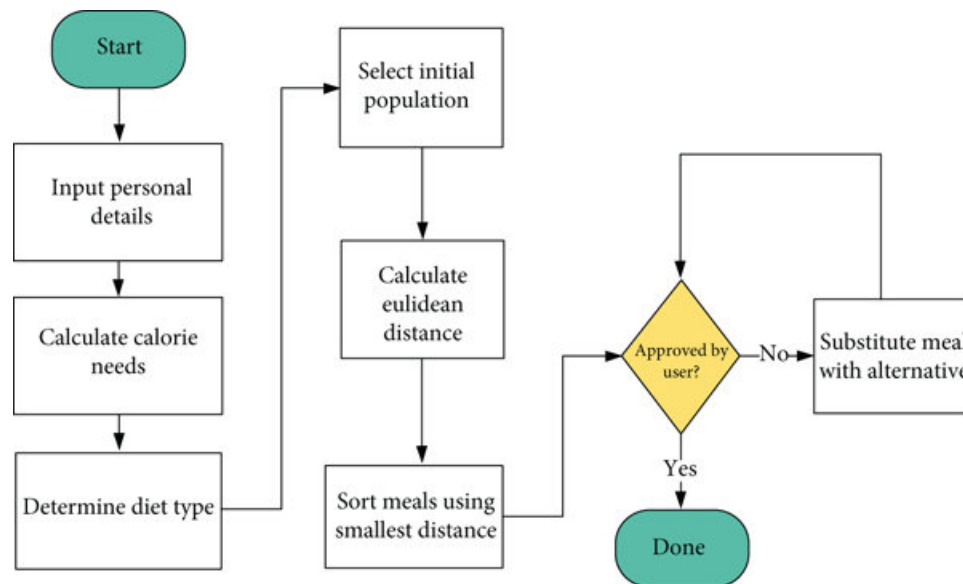 Start
Input personal
details
Calculate calorie
needs
Determine diet type
Select initial
population
Calculate
eulidean
distance
Sort meals using
smallest distance
Approved by
user?
No
Substitute meal
with alternative
Yes
Done